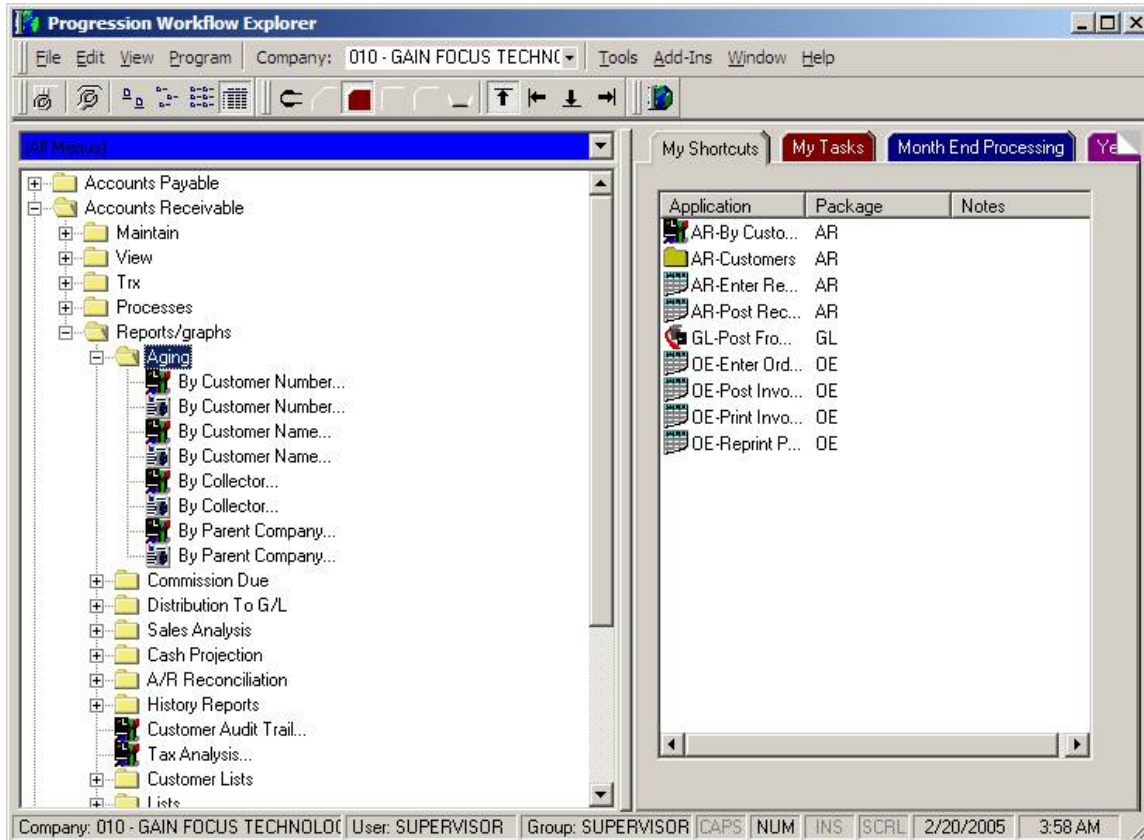 Progression Workflow Explorer
File Edit View Program Company: 010 - GAIN FOCUS TECHN( Tools Add-Ins Window Help
(All Menus)
Accounts Payable
Accounts Receivable
Maintain
View
Trx
Processes
Reports/graphs
Aging
By Customer Number...
By Customer Number...
By Customer Name...
By Customer Name...
By Collector...
By Collector...
By Parent Company...
By Parent Company...
Commission Due
Distribution To G/L
Sales Analysis
Cash Projection
A/R Reconciliation
History Reports
Customer Audit Trail...
Tax Analysis...
Customer Lists
Lists
My Shortcuts My Tasks Month End Processing Ye
Application Package Notes
AR-By Custo... AR
AR-Customers AR
AR-Enter Re... AR
AR-Post Rec... AR
GL-Post Fro... GL
OE-Enter Ord... OE
OE-Post Invo... OE
OE-Print Invo... OE
OE-Reprint P... OE
Company: 010 - GAIN FOCUS TECHNOLO( User: SUPERVISOR Group: SUPERVISOR CAPS NUM INS SCRL 2/20/2005 3:58 AM